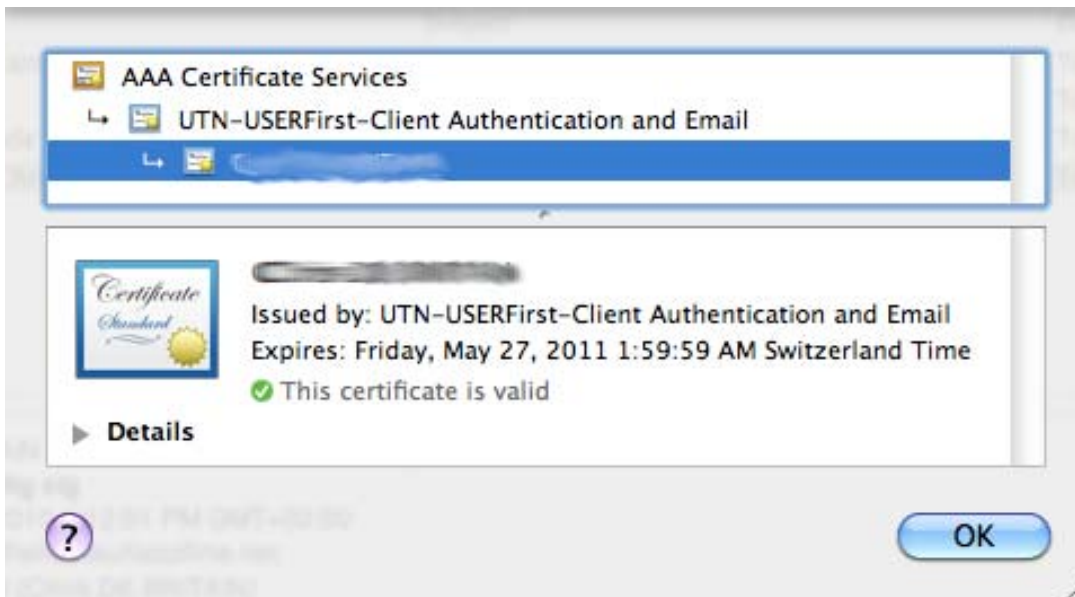 AAA Certificate Services
UTN-USERFirst-Client Authentication and Email
Certificate
Standard
Issued by: UTN-USERFirst-Client Authentication and Email
Expires: Friday, May 27, 2011 1:59:59 AM Switzerland Time
This certificate is valid
Details
?
OK